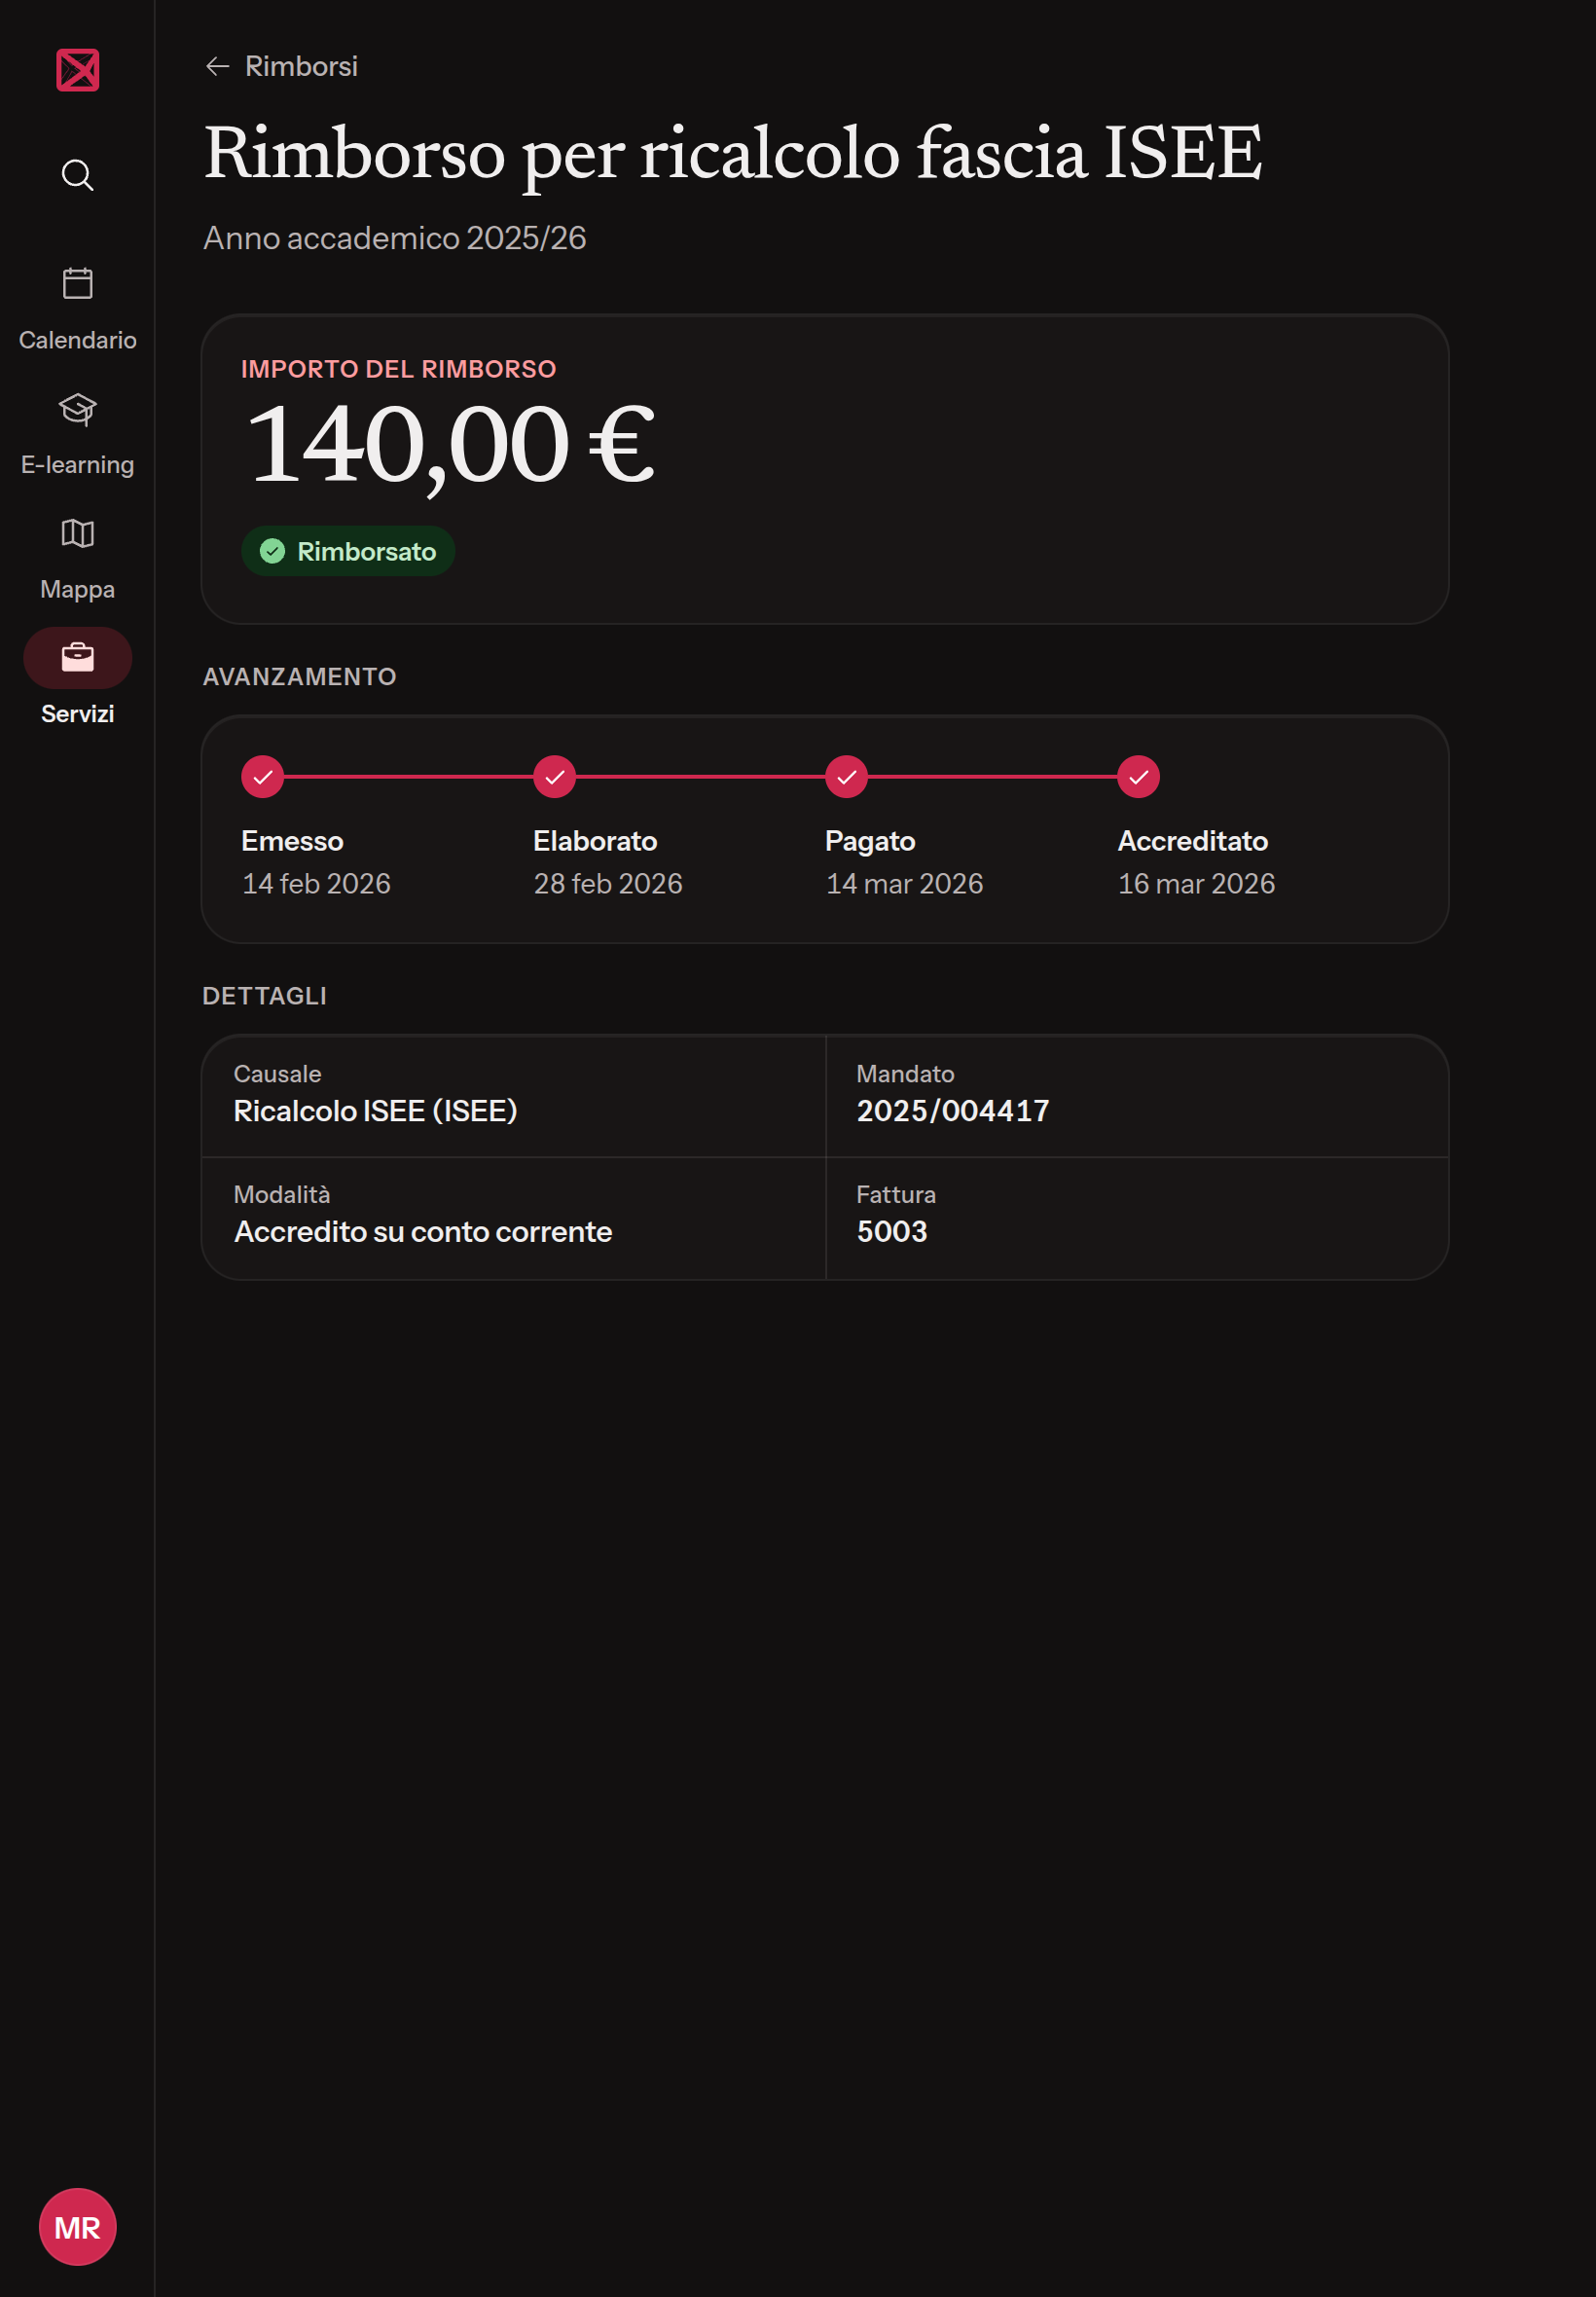 Rimborsi
Rimborso per ricalcolo fascia ISEE
Anno accademico 2025/26
Calendario
E-learning
Mappa
Servizi
IMPORTO DEL RIMBORSO
140,00 €
Rimborsato
AVANZAMENTO
Emesso
14 feb 2026
Elaborato
28 feb 2026
Pagato
14 mar 2026
Accreditato
16 mar 2026
DETTAGLI
Causale
Ricalcolo ISEE (ISEE)
Mandato
2025/004417
Modalità
Accredito su conto corrente
Fattura
5003
MR